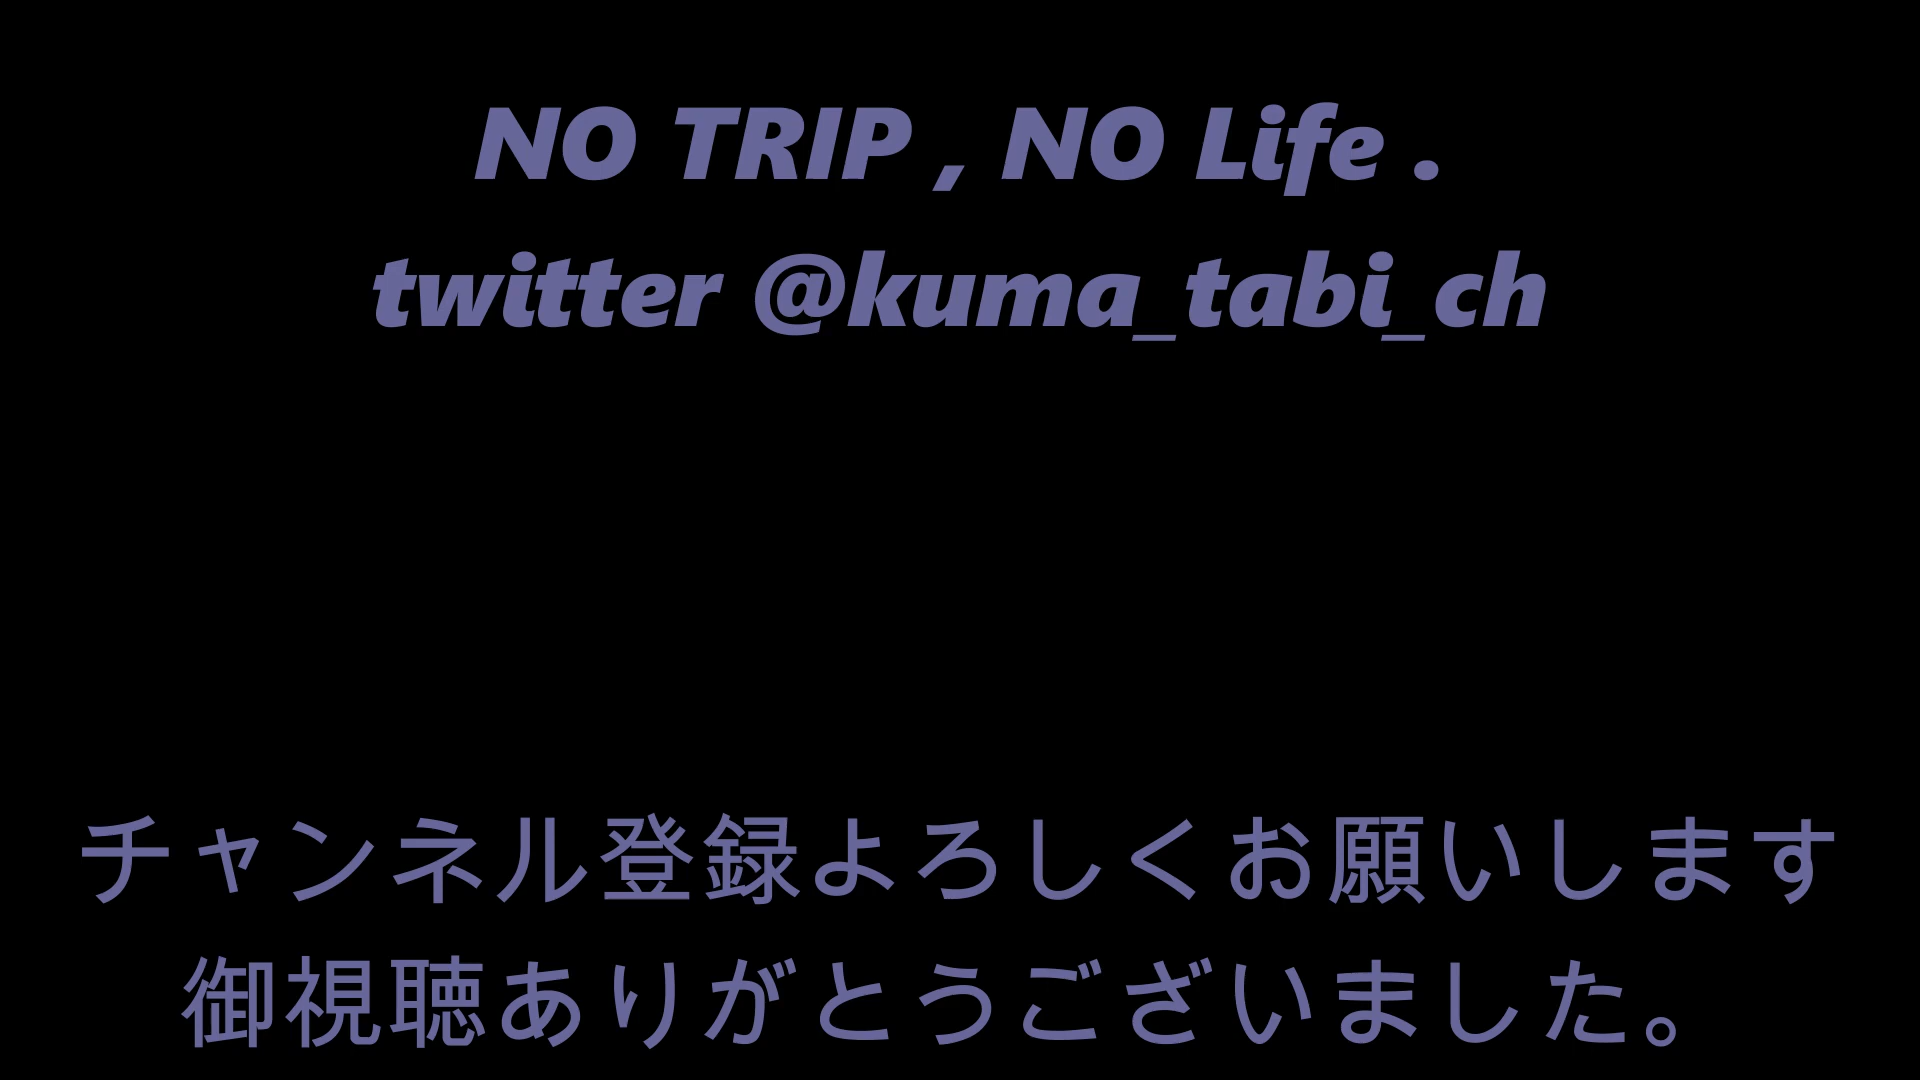 NO TRIP , NO Life .
twitter @kuma_tabi_ch
チャンネル登録よろしくお願いします
御視聴ありがとうございました。